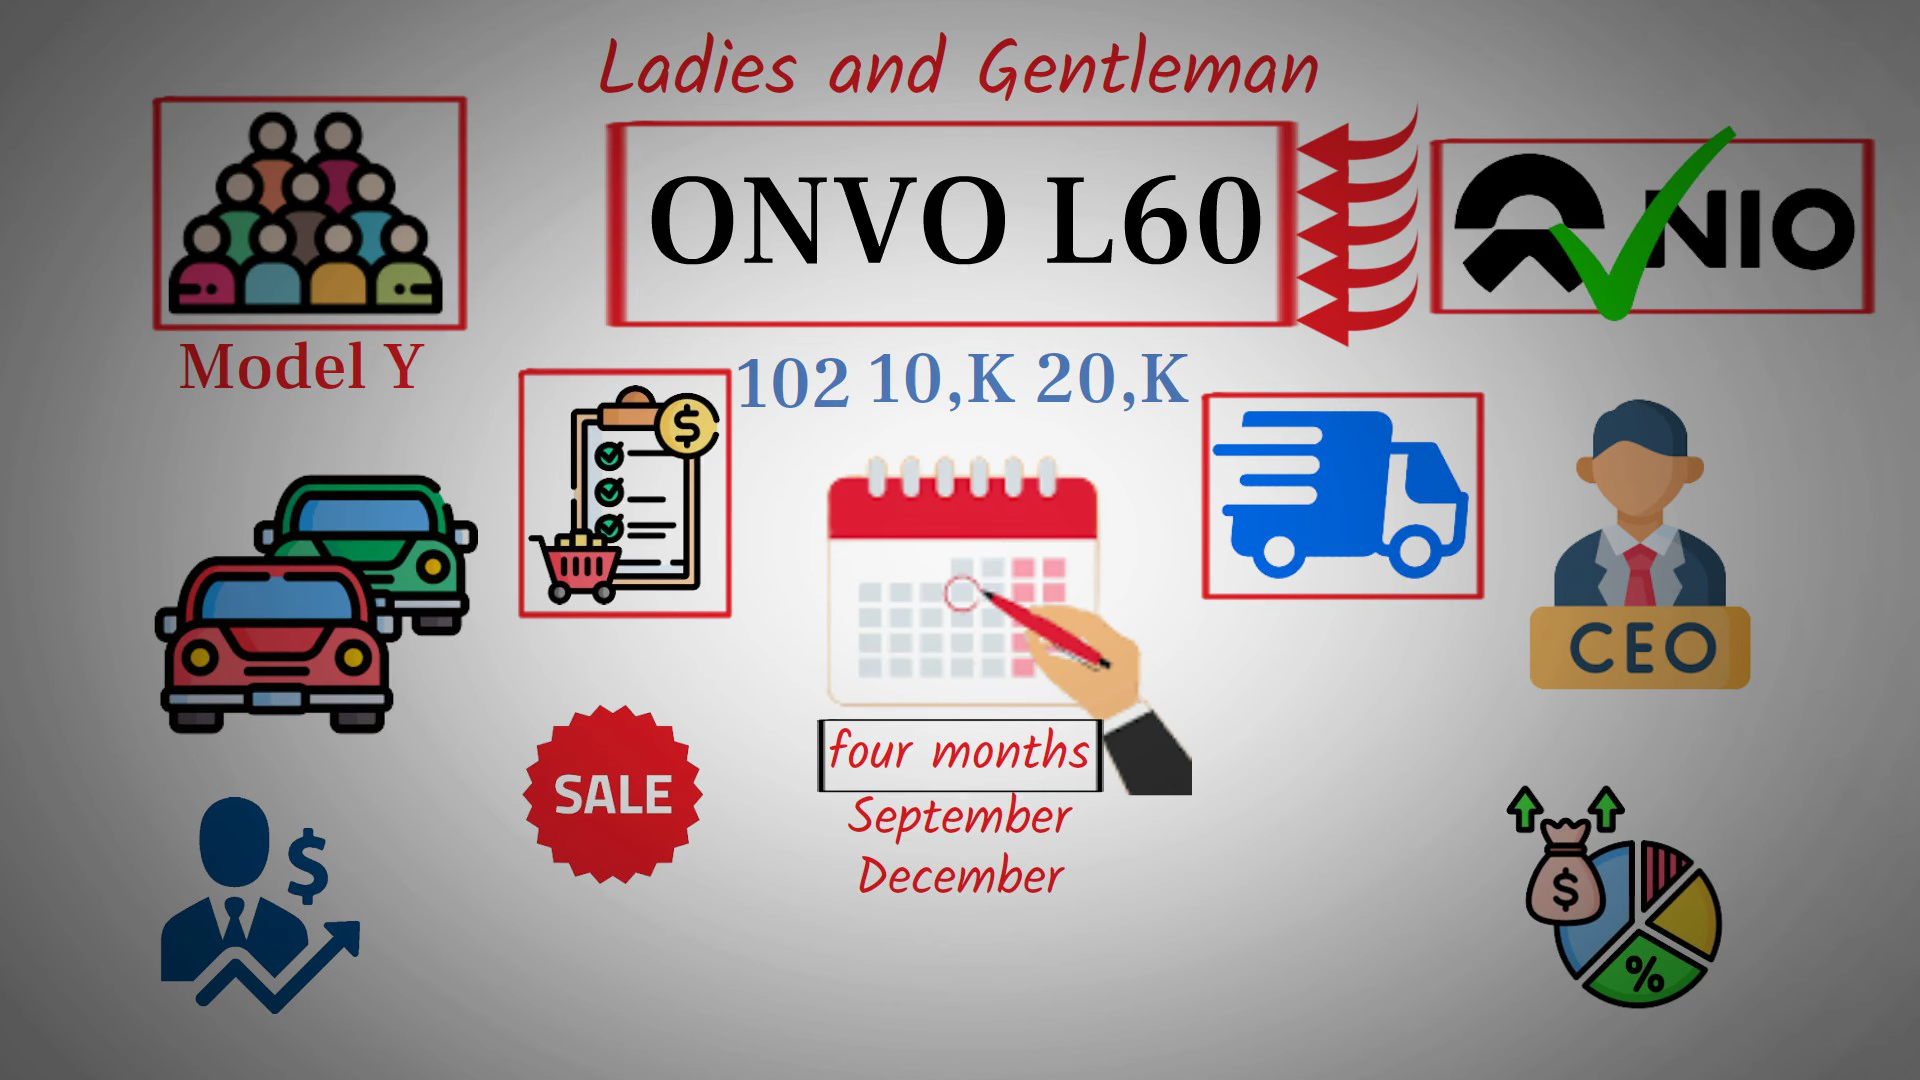 Ladies and Gentleman
ONVO L60
NIO
Model Y
102 10,K 20,K
$
CEO
four months
SALE
September
December
$
$
%